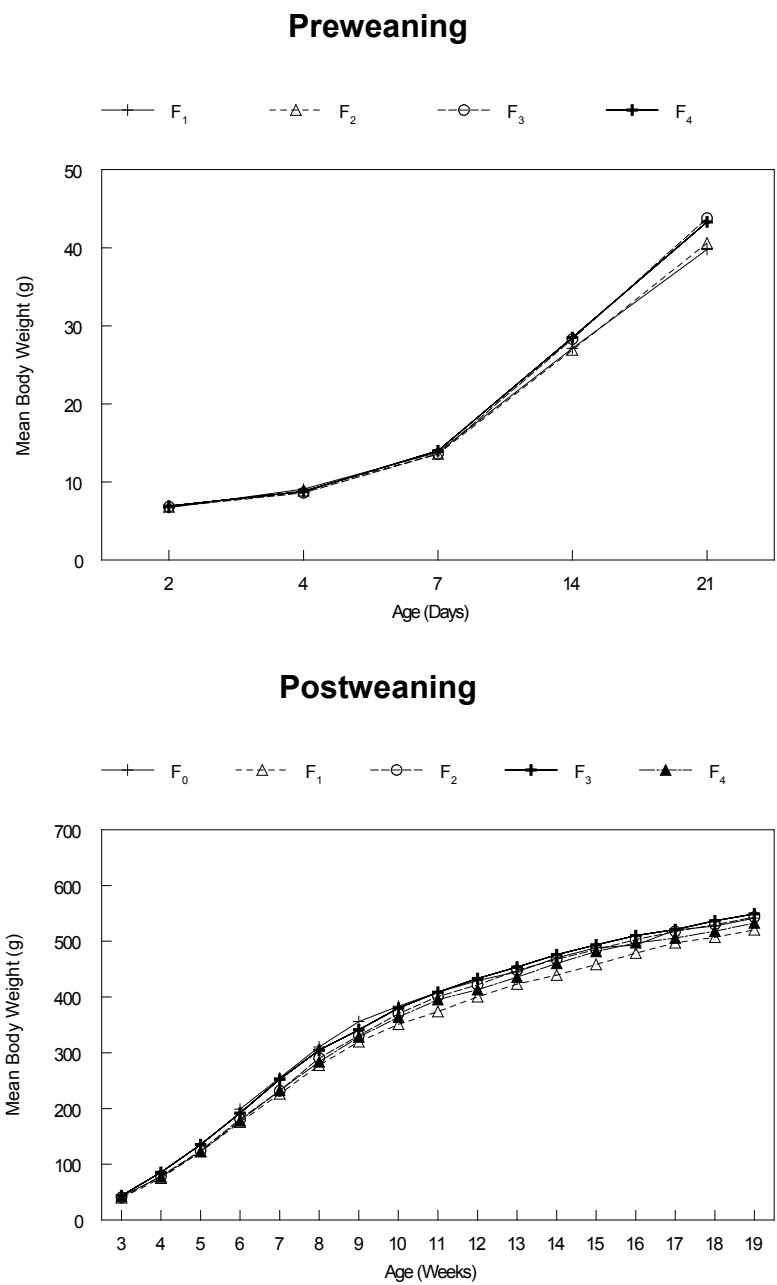 Preweaning
F1 F2 F3 F4
50
40
30
20
10
0
Mean Body Weight (g)
2 4 7 14 21
Age (Days)
Postweaning
F0 F1 F2 F3 F4
700
600
500
400
300
200
100
0
Mean Body Weight (g)
3 4 5 6 7 8 9 10 11 12 13 14 15 16 17 18 19
Age (Weeks)